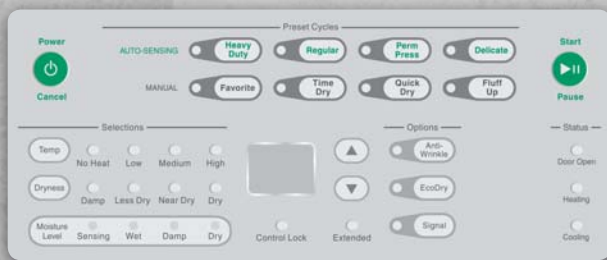 Preset Cycles
Power
Start
AUTO-SENSING
Heavy
Duty
Regular
Perm
Press
Delicate
MANUAL
Favorite
Time
Dry
Quick
Dry
Fluff
Up
Cancel
Pause
Selections
Options
Status
Temp
No Heat
Low
Medium
High
Anti-
Wrinkle
Door Open
Dryness
Damp
Less Dry
Near Dry
Dry
EcoDry
Heating
Moisture
Level
Sensing
Wet
Damp
Dry
Control Lock
Extended
Signal
Cooling